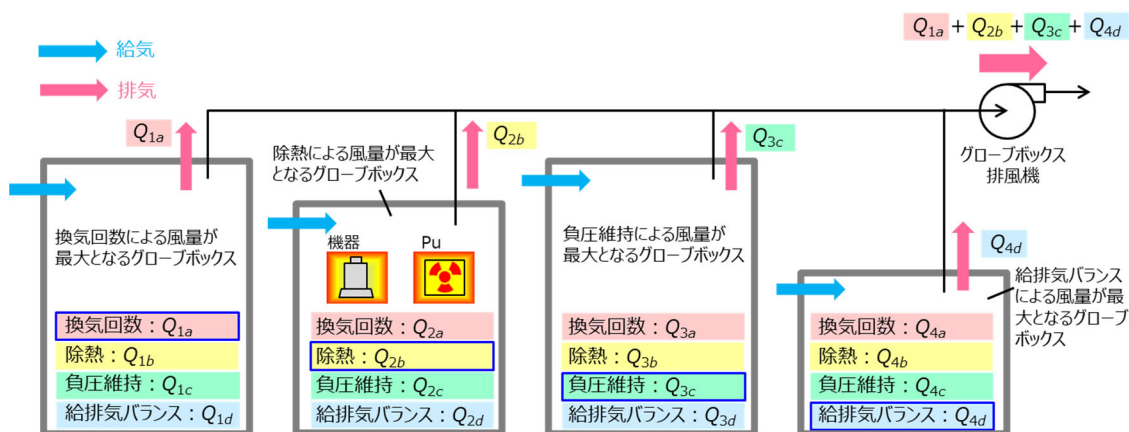 Q1a + Q2b + Q3c + Q4d
給気
排気
Q1a
Q2b
Q3c
グローブボックス
排風機
除熱による風量が最大
となるグローブボックス
換気回数による風量が
最大となるグローブボックス
機器
Pu
負圧維持による風量が
最大となるグローブボックス
Q4d
給排気バランス
による風量が最
大となるグローブ
ボックス
換気回数：Q1a
除熱：Q1b
負圧維持：Q1c
給排気バランス：Q1d
換気回数：Q2a
除熱：Q2b
負圧維持：Q2c
給排気バランス：Q2d
換気回数：Q3a
除熱：Q3b
負圧維持：Q3c
給排気バランス：Q3d
換気回数：Q4a
除熱：Q4b
負圧維持：Q4c
給排気バランス：Q4d